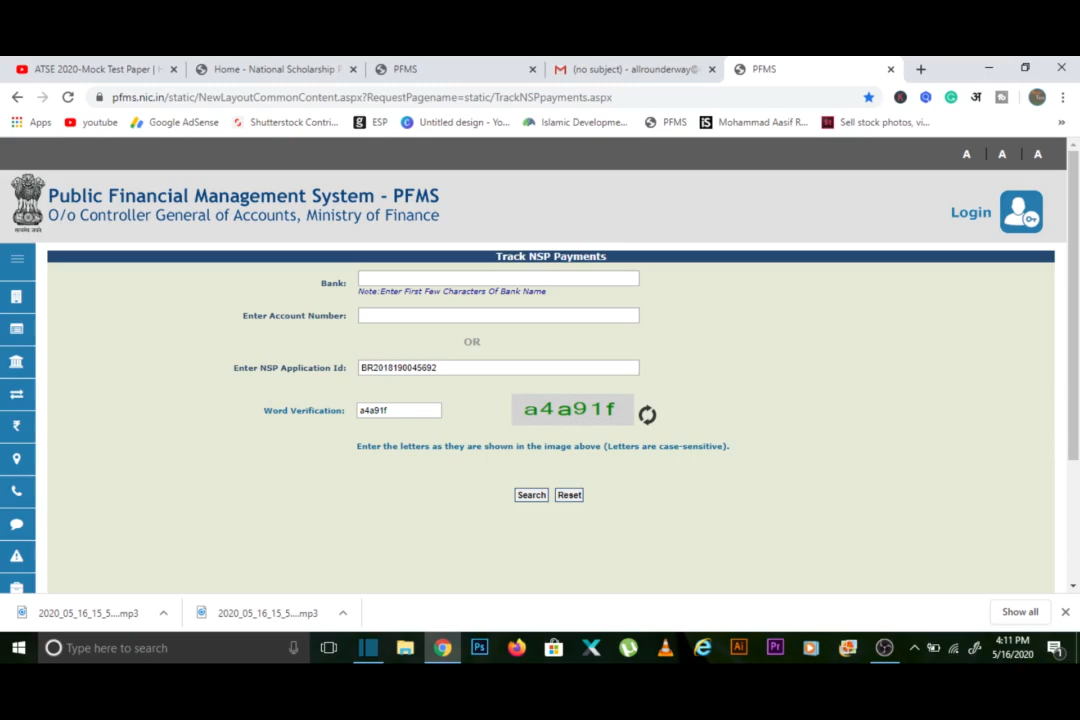 ATSE 2020-Mock Test Paper | H
Home - National Scholarship P
PFMS
(no subject) - allrounderway@
PFMS
pfms.nic.in/static/NewLayoutCommonContent.aspx?RequestPagename=static/TrackNSPpayments.aspx
Apps
youtube
Google AdSense
Shutterstock Contri...
ESP
Untitled design - Yo...
Islamic Developme...
PFMS
Mohammad Aasif R...
Sell stock photos, vi...
A | A | A
Public Financial Management System - PFMS
O/o Controller General of Accounts, Ministry of Finance
Login
Track NSP Payments
Bank:
Note:Enter First Few Characters Of Bank Name
Enter Account Number:
OR
Enter NSP Application Id: BR2018190045692
Word Verification: a4a91f a4a91f
Enter the letters as they are shown in the image above (Letters are case-sensitive).
Search Reset
2020_05_16_15_5....mp3
2020_05_16_15_5....mp3
Show all
Type here to search
Ps
Ai
Pr
4:11 PM
5/16/2020